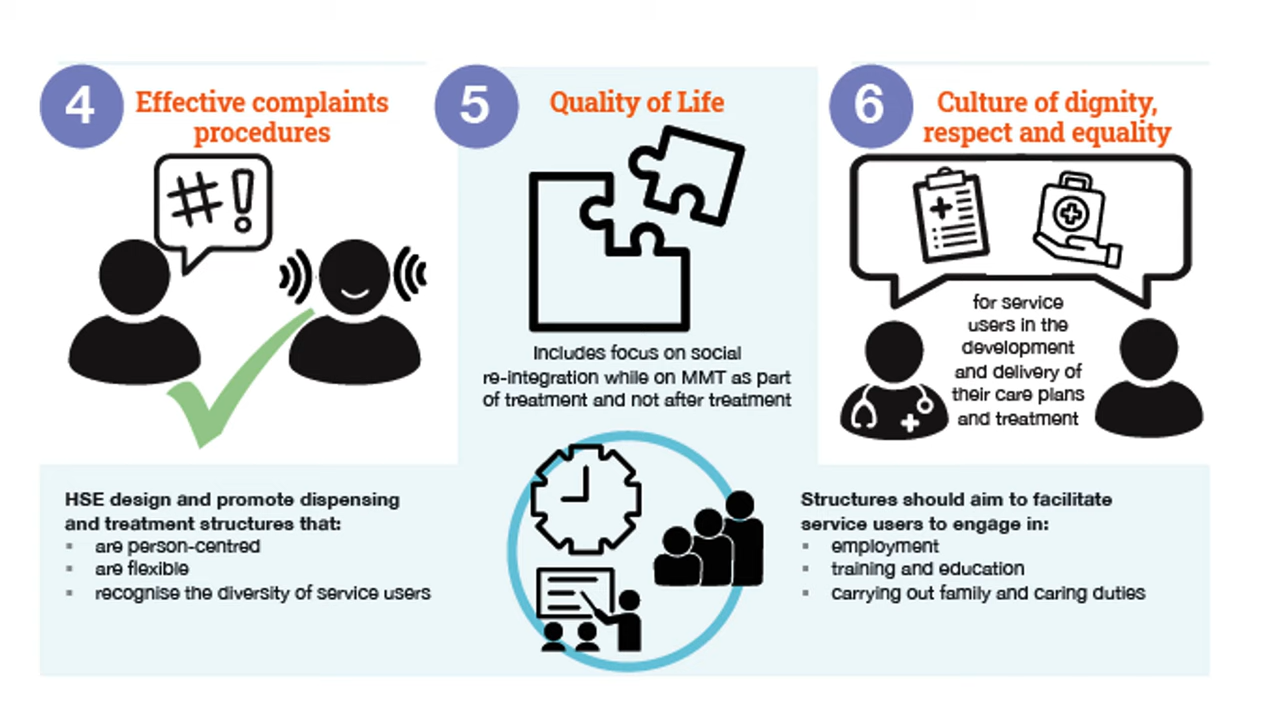 4
Effective complaints
procedures
#!
5
Quality of Life
Includes focus on social
re-integration while on MMT as part
of treatment and not after treatment
6
Culture of dignity,
respect and equality
for service
users in the
development
and delivery of
their care plans
and treatment
HSE design and promote dispensing
and treatment structures that:
▪ are person-centred
▪ are flexible
▪ recognise the diversity of service users
Structures should aim to facilitate
service users to engage in:
▪ employment
▪ training and education
▪ carrying out family and caring duties